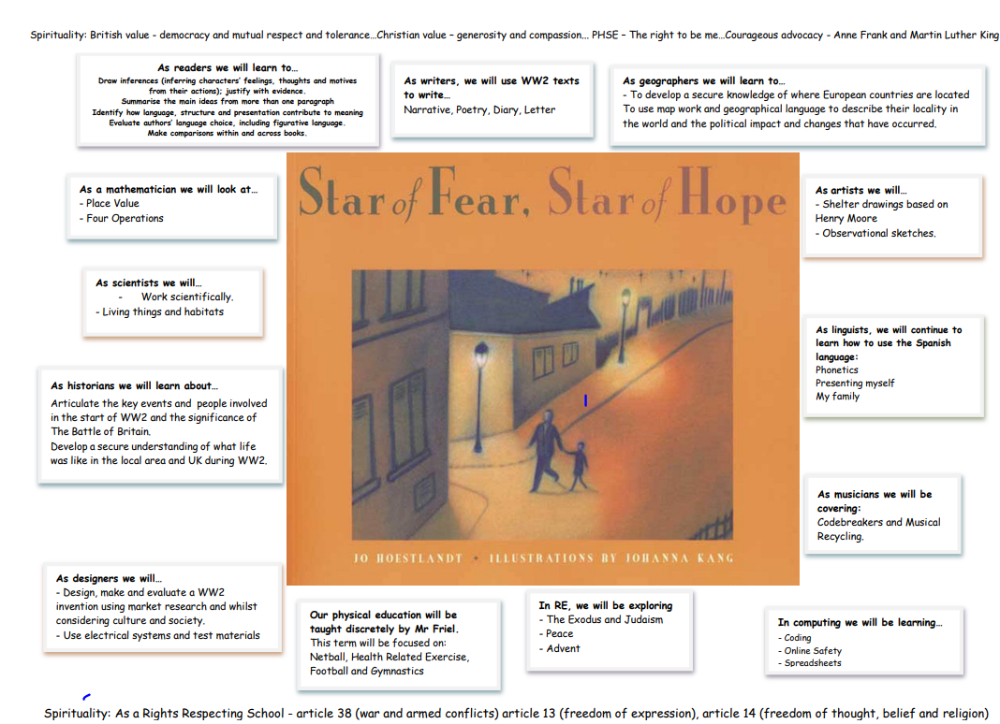 Spirituality: British value - democracy and mutual respect and tolerance…Christian value – generosity and compassion... PHSE – The right to be me…Courageous advocacy - Anne Frank and Martin Luther King
As readers we will learn to…
Draw inferences (inferring characters' feelings, thoughts and motives
from their actions); justify with evidence.
Summarise the main ideas from more than one paragraph
Identify how language, structure and presentation contribute to meaning
Evaluate authors' language choice, including figurative language.
Make comparisons within and across books.
As writers, we will use WW2 texts
to write…
Narrative, Poetry, Diary, Letter
As geographers we will learn to…
- To develop a secure knowledge of where European countries are located
To use map work and geographical language to describe their locality in
the world and the political impact and changes that have occurred.
As a mathematician we will look at…
- Place Value
- Four Operations
Star of Fear, Star of Hope
As artists we will…
- Shelter drawings based on
Henry Moore
- Observational sketches.
As scientists we will…
- Work scientifically.
- Living things and habitats
As linguists, we will continue to
learn how to use the Spanish
language:
Phonetics
Presenting myself
My family
As historians we will learn about…
Articulate the key events and people involved
in the start of WW2 and the significance of
The Battle of Britain.
Develop a secure understanding of what life
was like in the local area and UK during WW2.
As musicians we will be
covering:
Codebreakers and Musical
Recycling.
JO HOESTLANDT • ILLUSTRATIONS BY JOHANNA KANG
As designers we will…
- Design, make and evaluate a WW2
invention using market research and whilst
considering culture and society.
- Use electrical systems and test materials
Our physical education will be
taught discretely by Mr Friel.
This term will be focused on:
Netball, Health Related Exercise,
Football and Gymnastics
In RE, we will be exploring
- The Exodus and Judaism
- Peace
- Advent
In computing we will be learning…
- Coding
- Online Safety
- Spreadsheets
Spirituality: As a Rights Respecting School – article 38 (war and armed conflicts) article 13 (freedom of expression), article 14 (freedom of thought, belief and religion)